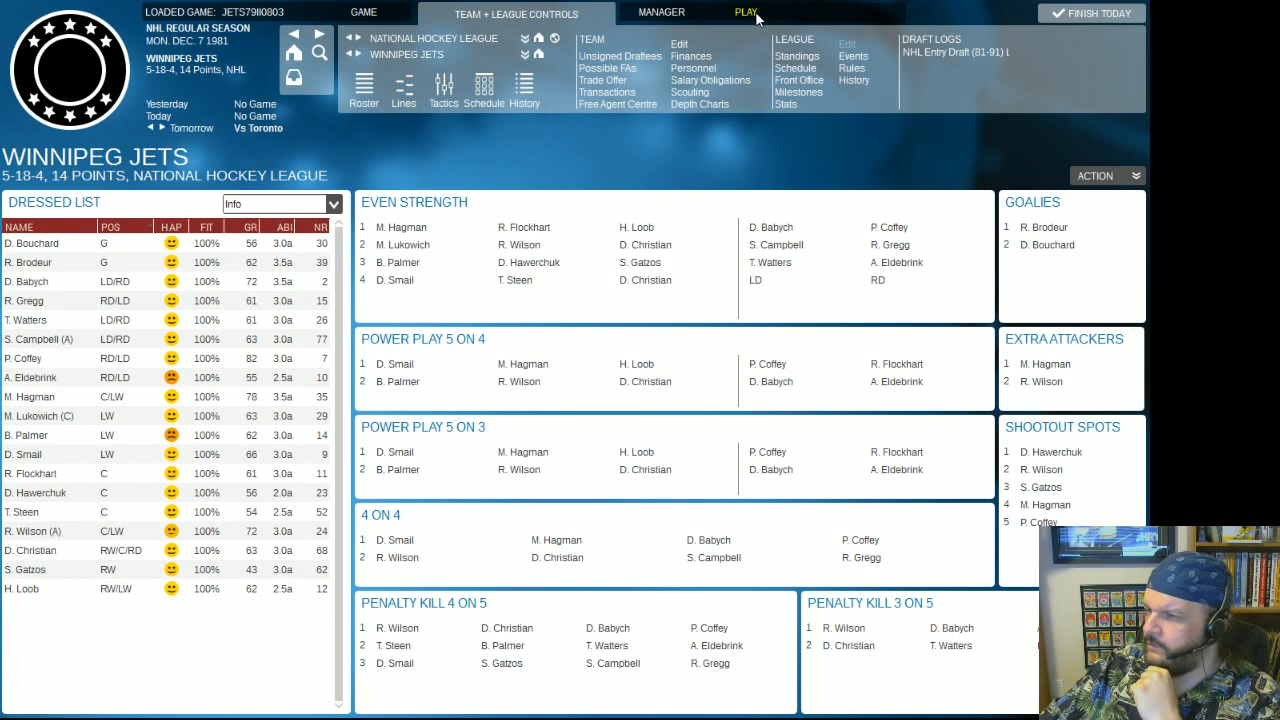 LOADED GAME: JETS79II0803
GAME
TEAM + LEAGUE CONTROLS
MANAGER
PLAY
FINISH TODAY
NHL REGULAR SEASON
MON. DEC. 7 1981
WINNIPEG JETS
5-18-4, 14 Points, NHL
Yesterday No Game
Today No Game
Tomorrow Vs Toronto
NATIONAL HOCKEY LEAGUE
WINNIPEG JETS
Roster Lines Tactics Schedule History
TEAM
Unsigned Draftees
Possible FAs
Trade Offer
Transactions
Free Agent Centre
Edit
Finances
Personnel
Salary Obligations
Scouting
Depth Charts
LEAGUE
Standings
Schedule
Front Office
Milestones
Stats
Edit
Events
Rules
History
DRAFT LOGS
NHL Entry Draft (81-91)
WINNIPEG JETS
5-18-4, 14 POINTS, NATIONAL HOCKEY LEAGUE
ACTION
DRESSED LIST
Info
NAME POS HAP FIT GR ABI NR
D. Bouchard G 100% 56 3.0a 30
R. Brodeur G 100% 62 3.5a 39
D. Babych LD/RD 100% 72 3.5a 2
R. Gregg RD/LD 100% 61 3.0a 15
T. Watters LD/RD 100% 61 3.0a 26
S. Campbell (A) LD/RD 100% 63 3.0a 77
P. Coffey RD/LD 100% 82 3.0a 7
A. Eldebrink RD/LD 100% 55 2.5a 10
M. Hagman C/LW 100% 78 3.5a 35
M. Lukowich (C) LW 100% 63 3.0a 29
B. Palmer LW 100% 62 3.0a 14
D. Smail LW 100% 66 3.0a 9
R. Flockhart C 100% 61 3.0a 11
D. Hawerchuk C 100% 56 2.0a 23
T. Steen C 100% 54 2.5a 52
R. Wilson (A) C/LW 100% 72 3.0a 24
D. Christian RW/C/RD 100% 63 3.0a 68
S. Gatzos RW 100% 43 3.0a 62
H. Loob RW/LW 100% 62 2.5a 12
EVEN STRENGTH
1 M. Hagman R. Flockhart H. Loob D. Babych P. Coffey
2 M. Lukowich R. Wilson D. Christian S. Campbell R. Gregg
3 B. Palmer D. Hawerchuk S. Gatzos T. Watters A. Eldebrink
4 D. Smail T. Steen D. Christian LD RD
POWER PLAY 5 ON 4
1 D. Smail M. Hagman H. Loob P. Coffey R. Flockhart
2 B. Palmer R. Wilson D. Christian D. Babych A. Eldebrink
POWER PLAY 5 ON 3
1 D. Smail M. Hagman H. Loob P. Coffey R. Flockhart
2 B. Palmer R. Wilson D. Christian D. Babych A. Eldebrink
4 ON 4
1 D. Smail M. Hagman D. Babych P. Coffey
2 R. Wilson D. Christian S. Campbell R. Gregg
PENALTY KILL 4 ON 5
1 R. Wilson D. Christian D. Babych P. Coffey
2 T. Steen B. Palmer T. Watters A. Eldebrink
3 D. Smail S. Gatzos S. Campbell R. Gregg
PENALTY KILL 3 ON 5
1 R. Wilson D. Babych
2 D. Christian T. Watters
GOALIES
1 R. Brodeur
2 D. Bouchard
EXTRA ATTACKERS
1 M. Hagman
2 R. Wilson
SHOOTOUT SPOTS
1 D. Hawerchuk
2 R. Wilson
3 S. Gatzos
4 M. Hagman
5 P. Coffey